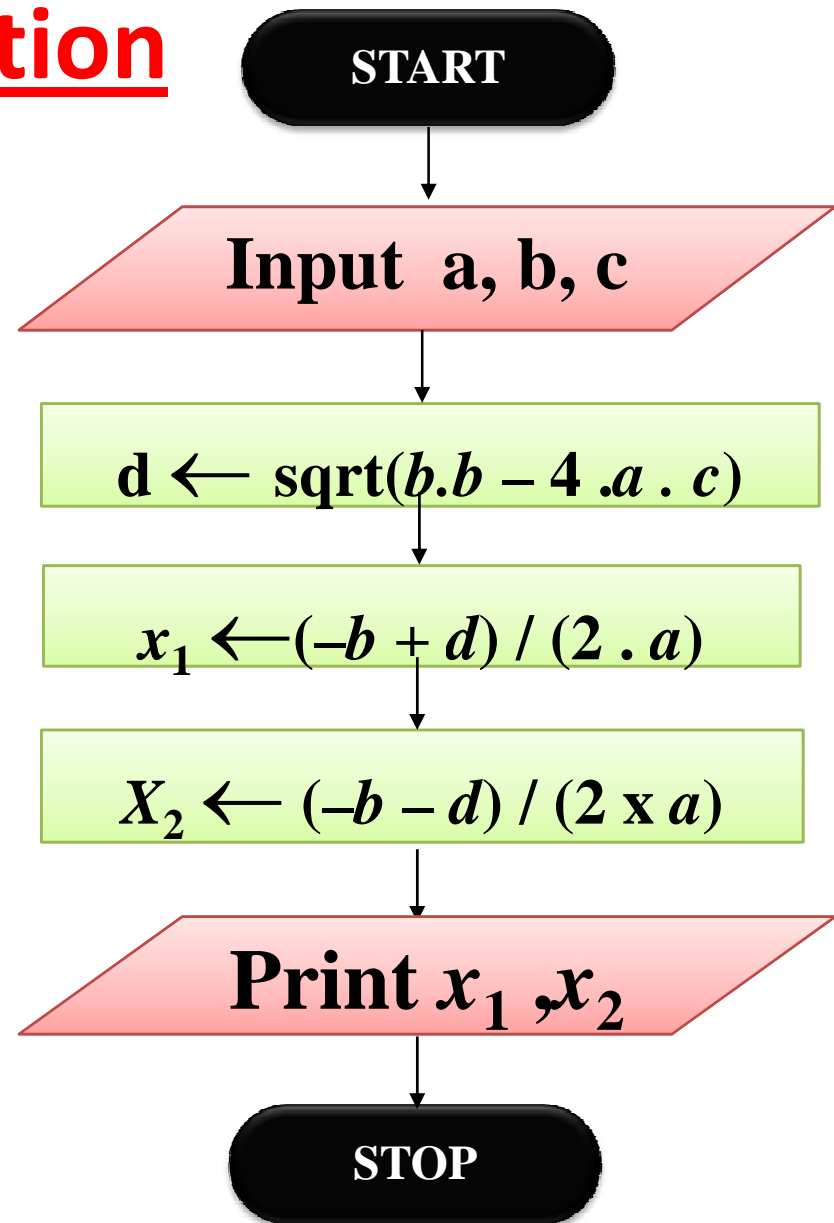 tion
START
Input a, b, c
d ← sqrt(b.b – 4 .a . c)
x₁ ←(–b + d) / (2 . a)
X₂ ← (–b – d) / (2 x a)
Print x₁ ,x₂
STOP